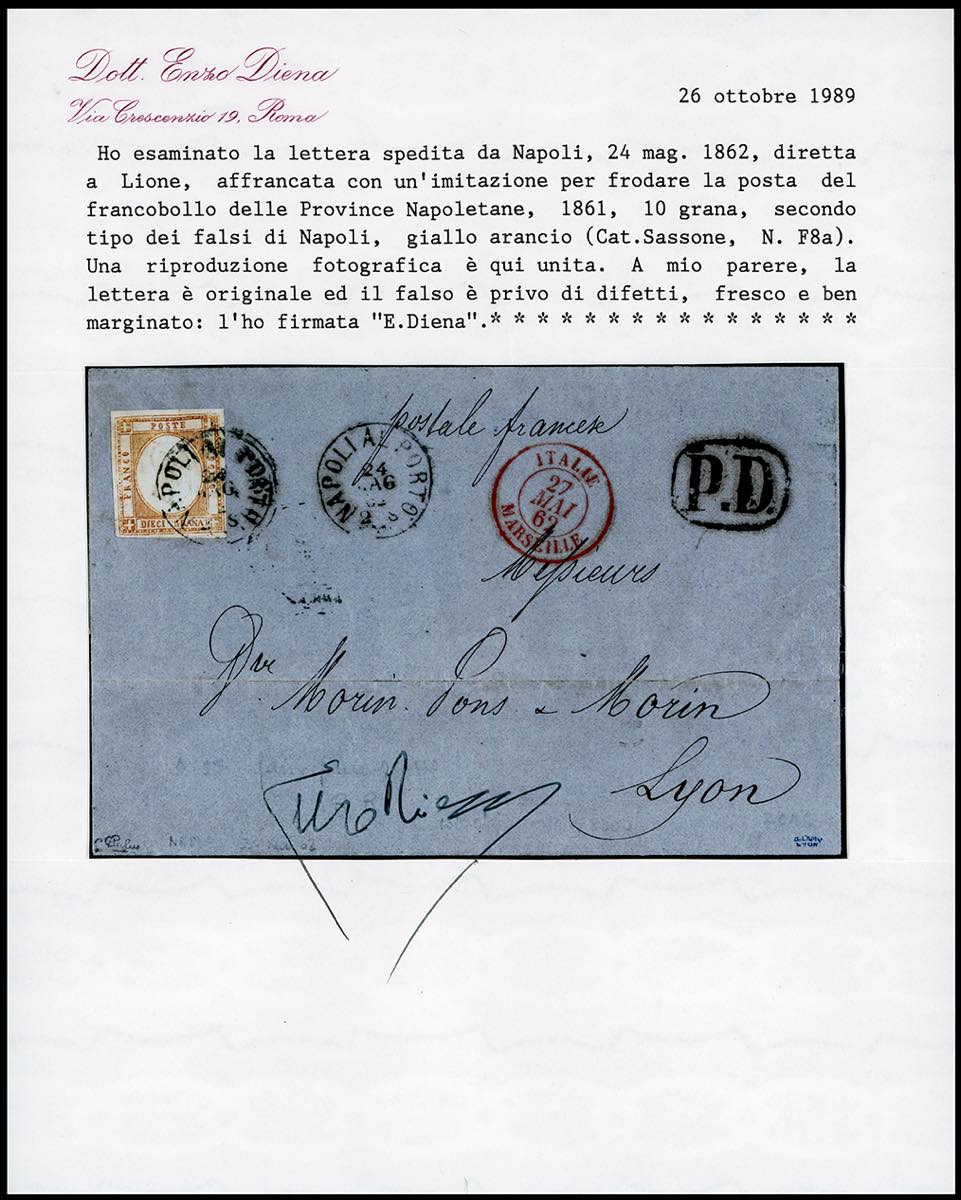 Dott. Enzo Diena
Via Crescenzio 19, Roma
26 ottobre 1989
Ho esaminato la lettera spedita da Napoli, 24 mag. 1862, diretta
a Lione, affrancata con un'imitazione per frodare la posta del
francobollo delle Province Napoletane, 1861, 10 grana, secondo
tipo dei falsi di Napoli, giallo arancio (Cat.Sassone, N. F8a).
Una riproduzione fotografica è qui unita. A mio parere, la
lettera è originale ed il falso è privo di difetti, fresco e ben
marginato: l'ho firmata "E.Diena".* * * * * * * * * * * * * * * *
POSTE
FRANCO
DIECI GRANA
NAPOLI AL PORTO
24
MAG
62
ITALIE
27
MAI
62
MARSEILLE
P.D.
Messieurs
Morin Pons & Morin
Lyon